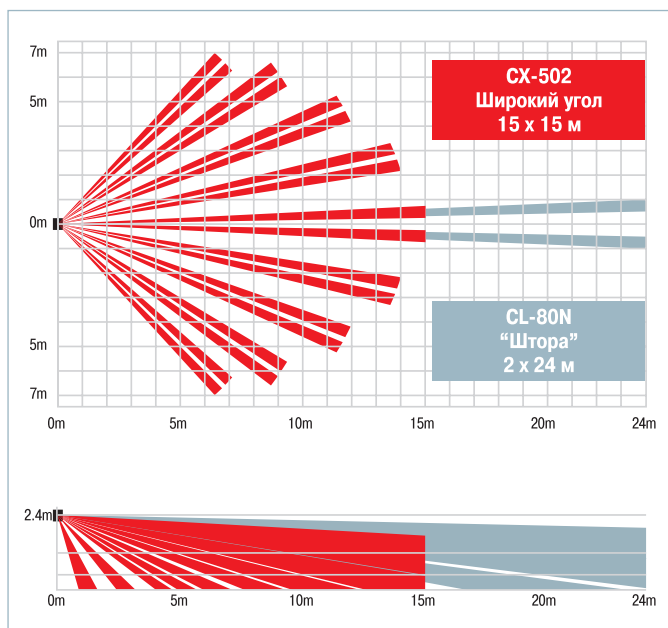 7m
5m
0m
5m
7m
CX-502
Широкий угол
15 x 15 м
CL-80N
“Штора”
2 x 24 м
0m 5m 10m 15m 20m 24m
2.4m
0m 5m 10m 15m 20m 24m